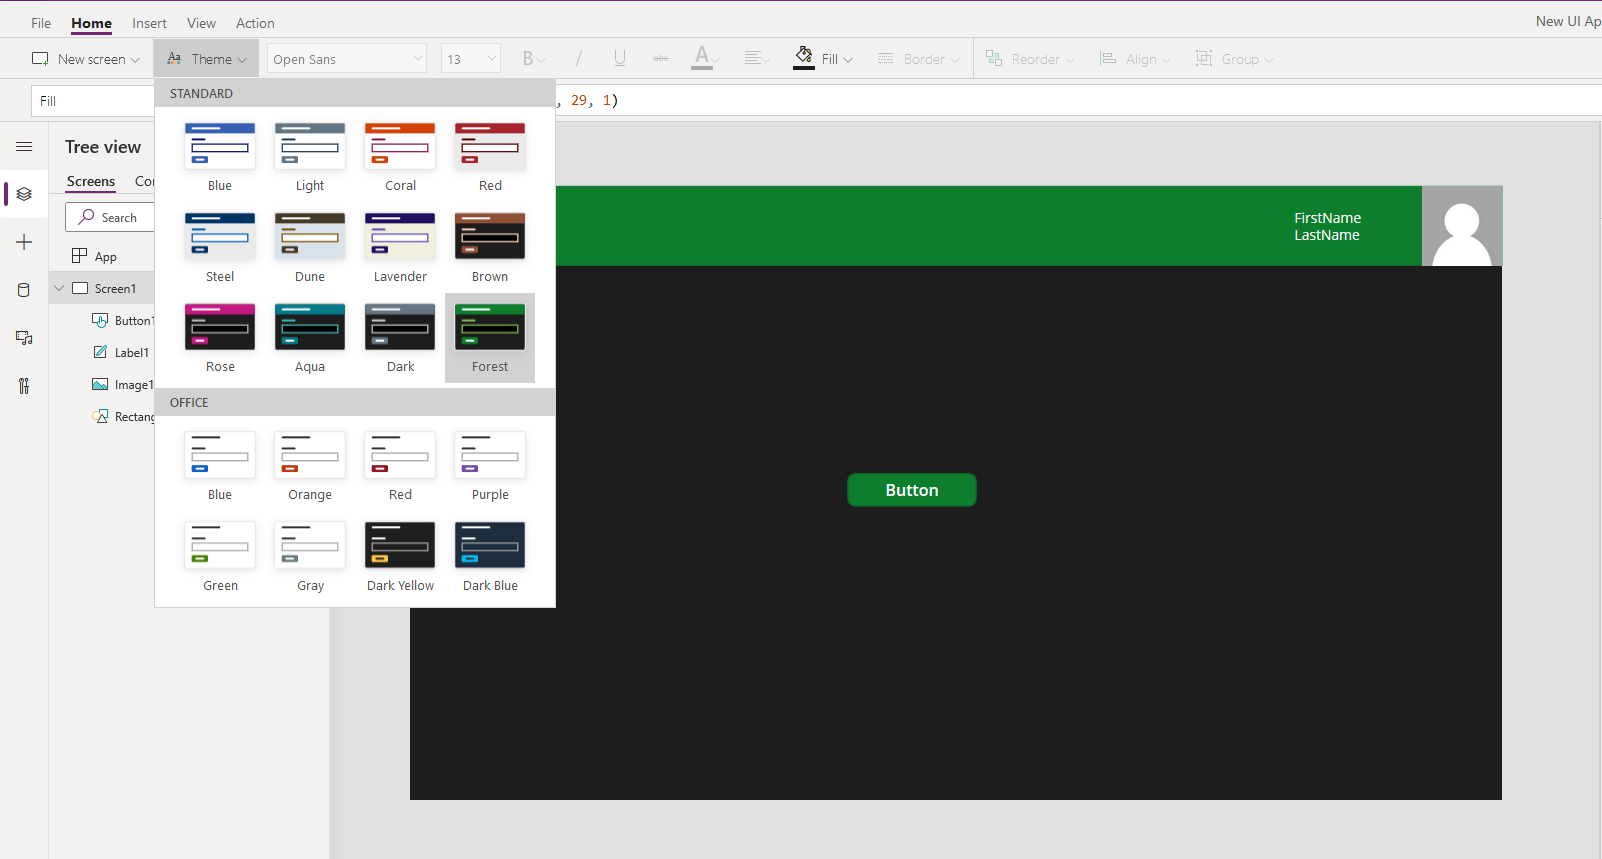 File Home Insert View Action
New UI Ap
New screen Theme Open Sans 13 B / U abc A Fill Border Reorder Align Group
Fill
, 29, 1)
STANDARD
Blue Light Coral Red
Steel Dune Lavender Brown
Rose Aqua Dark Forest
OFFICE
Blue Orange Red Purple
Green Gray Dark Yellow Dark Blue
Tree view
Screens Co
Search
App
Screen1
Button1
Label1
Image1
Rectang
FirstName
LastName
Button